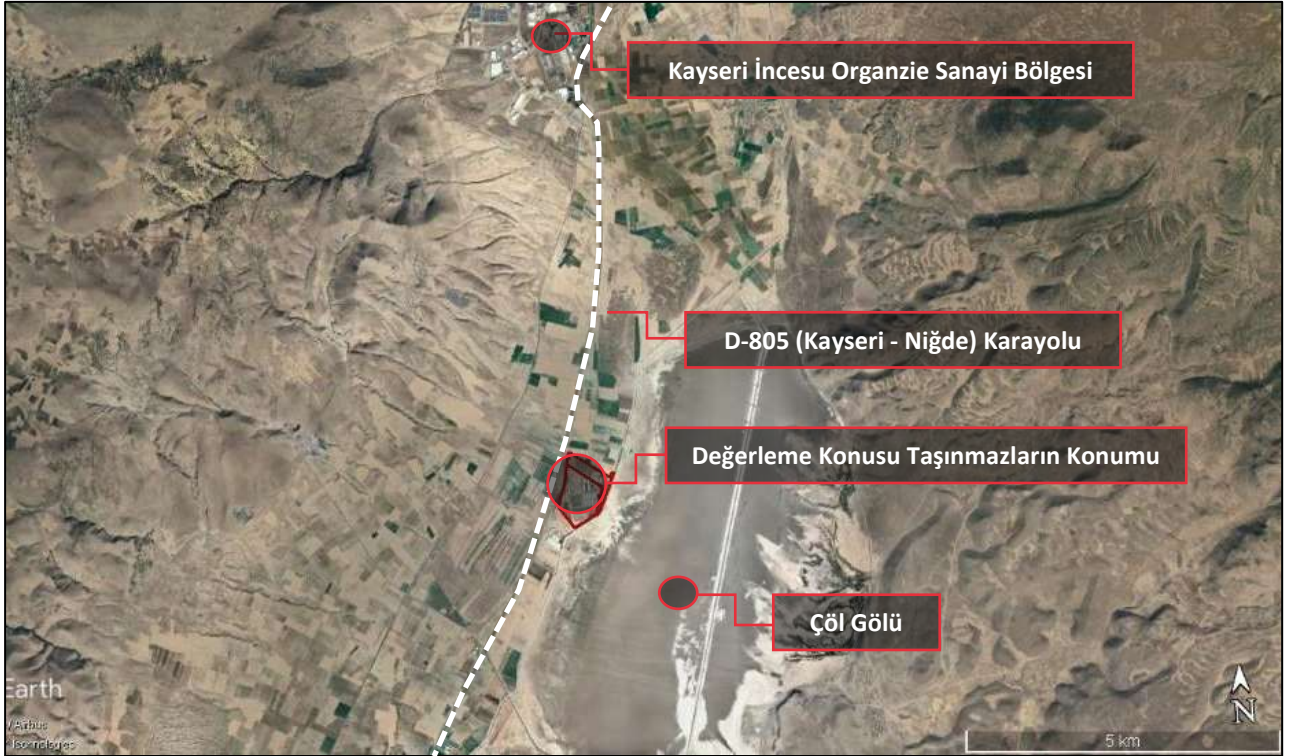 Kayseri İncesu Organzie Sanayi Bölgesi
D-805 (Kayseri - Niğde) Karayolu
Değerleme Konusu Taşınmazların Konumu
Çöl Gölü
Earth
N
5 km